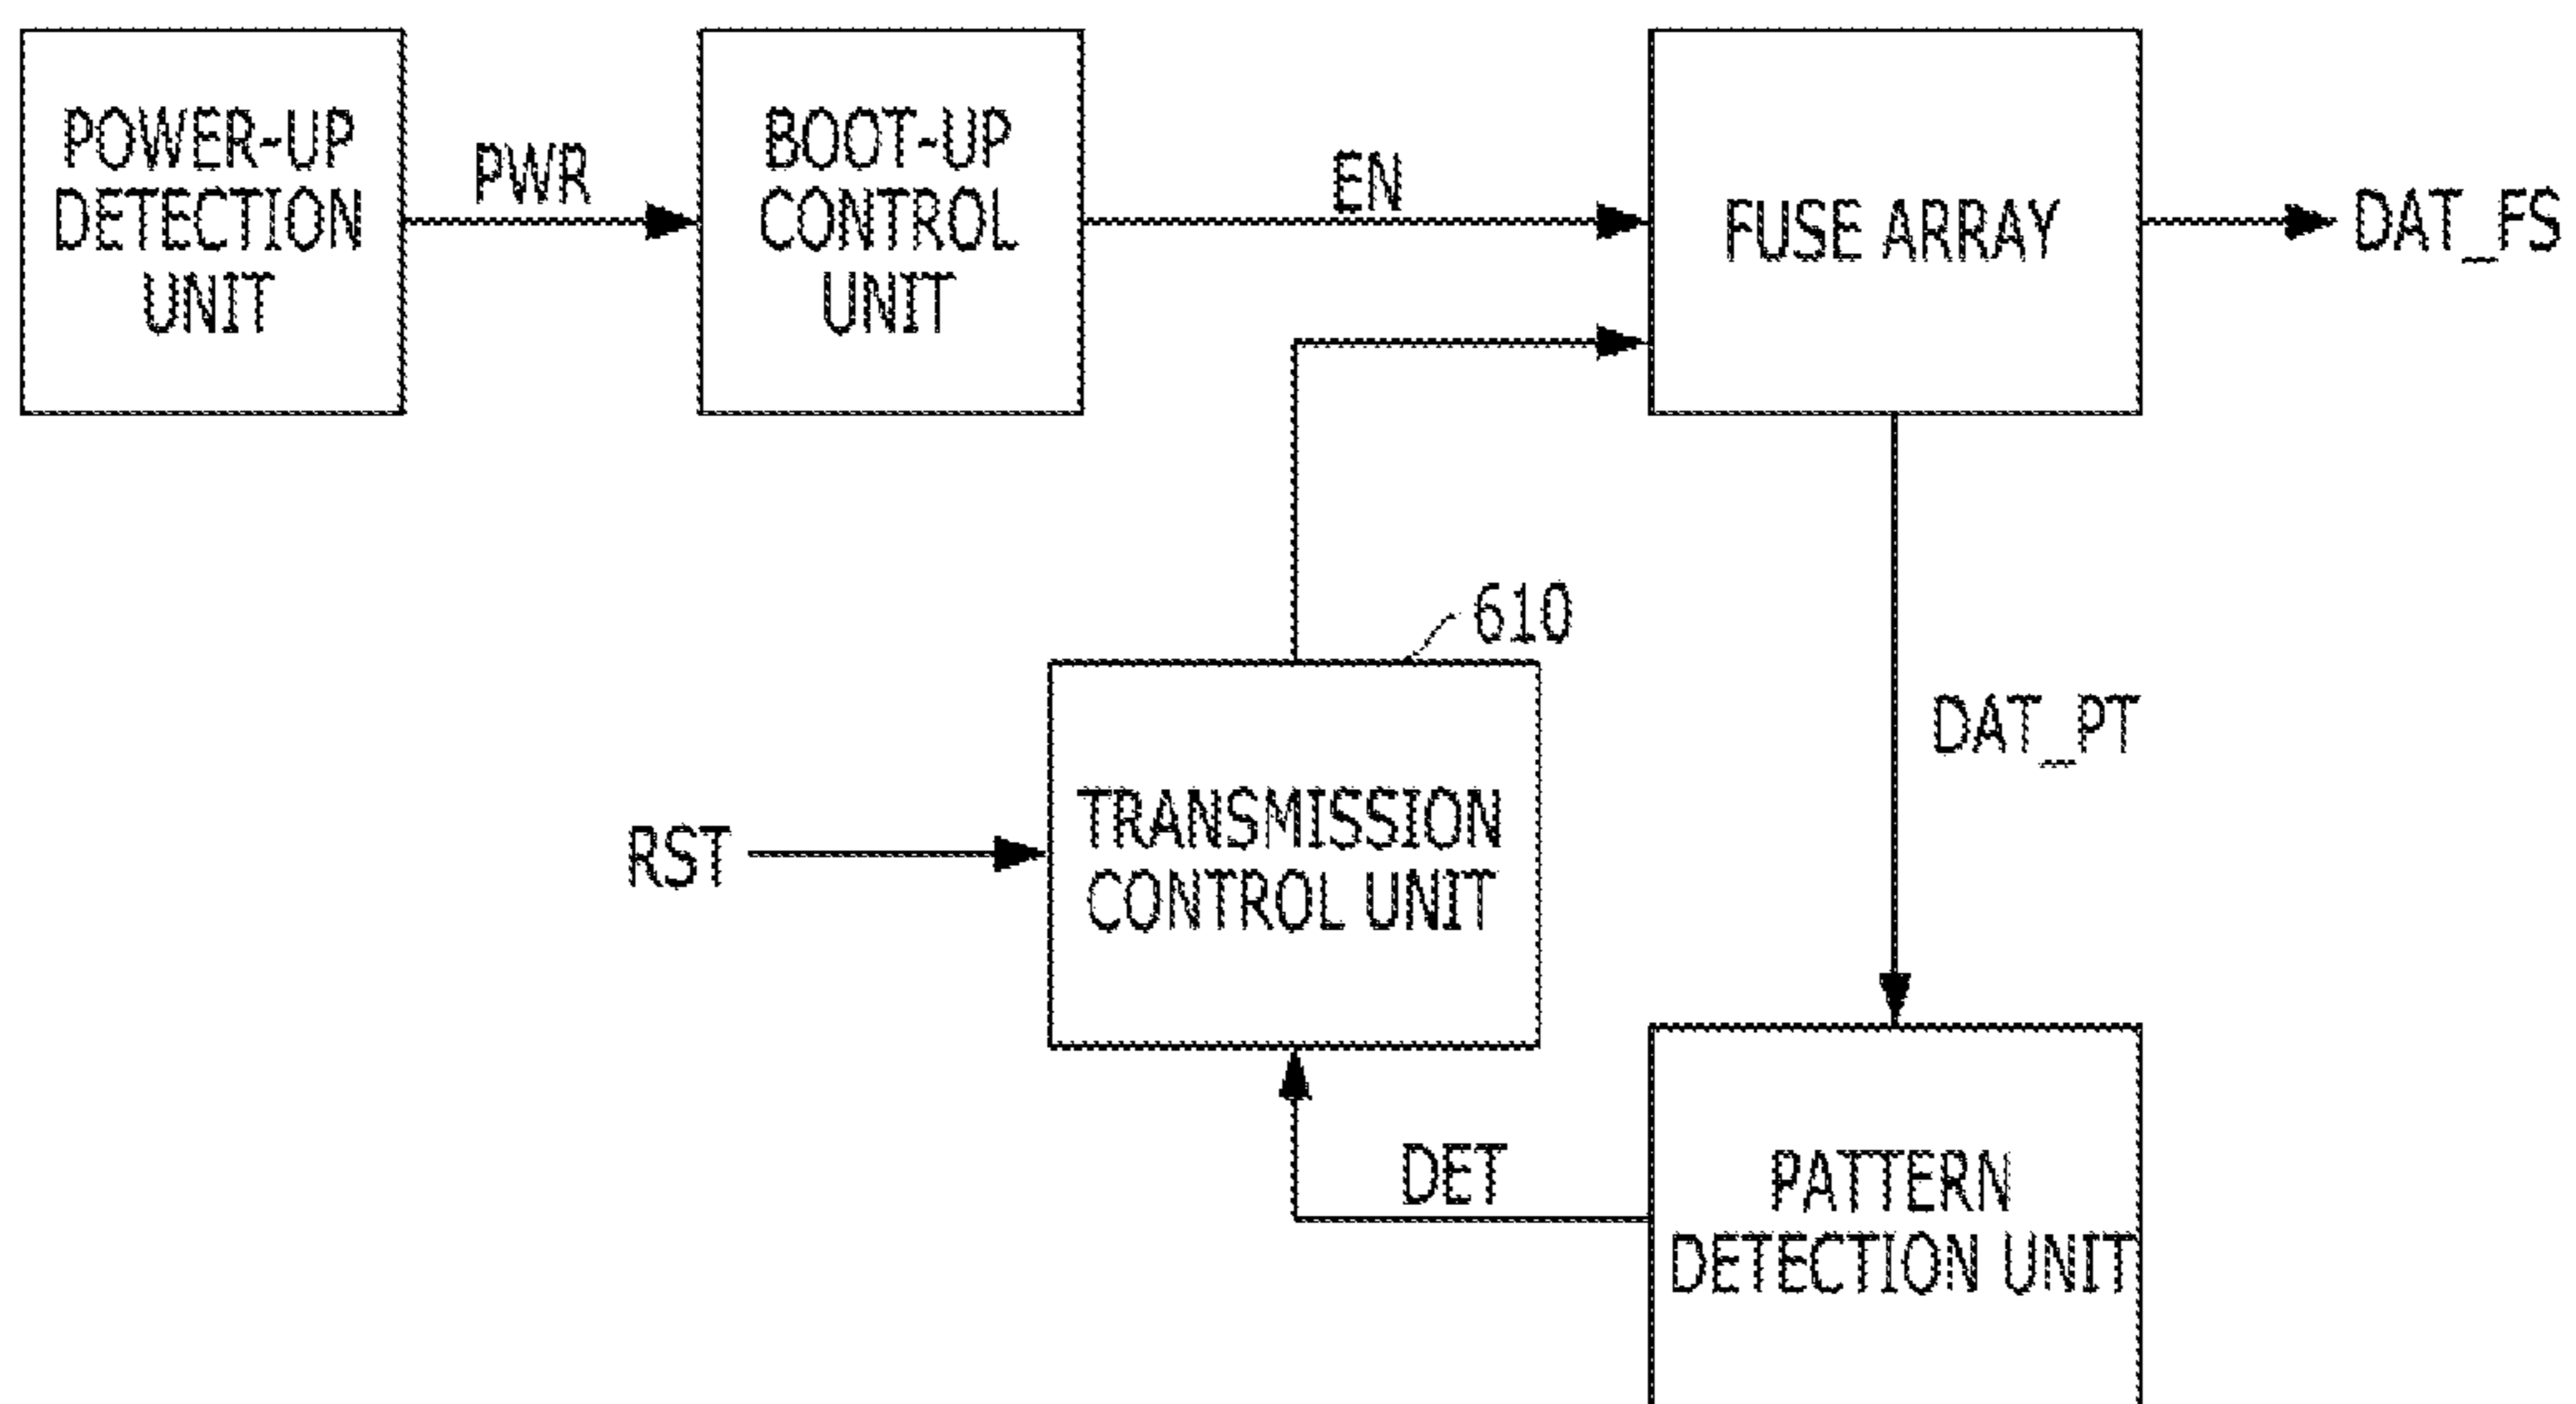 POWER-UP
DETECTION
UNIT
PWR
BOOT-UP
CONTROL
UNIT
EN
FUSE ARRAY
DAT_FS
610
DAT_PT
RST
TRANSMISSION
CONTROL UNIT
DET
PATTERN
DETECTION UNIT